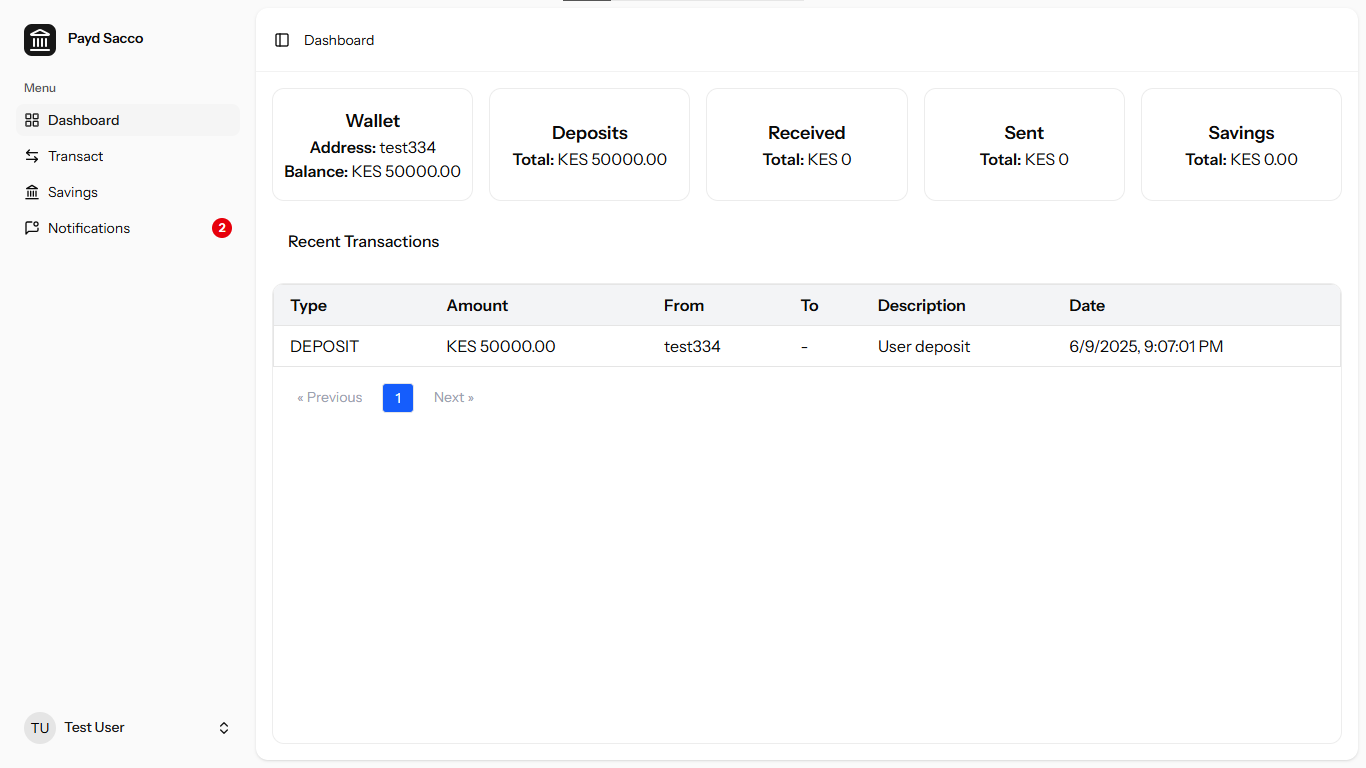 Payd Sacco
Menu
Dashboard
Transact
Savings
Notifications 2
TU Test User
Dashboard
Wallet
Address: test334
Balance: KES 50000.00
Deposits
Total: KES 50000.00
Received
Total: KES 0
Sent
Total: KES 0
Savings
Total: KES 0.00
Recent Transactions
Type Amount From To Description Date
DEPOSIT KES 50000.00 test334 - User deposit 6/9/2025, 9:07:01 PM
« Previous 1 Next »